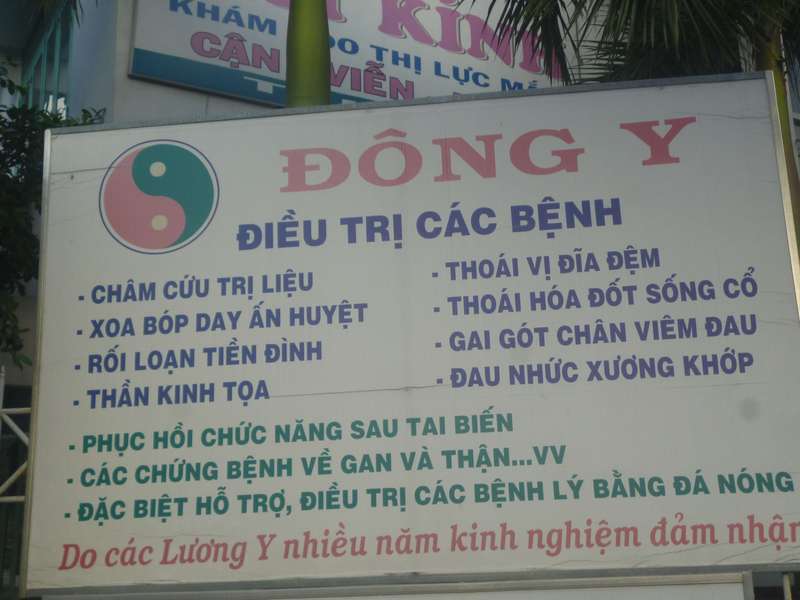 KÍNH
KHÁM ĐO THỊ LỰC
CẬN VIỄN
ĐÔNG Y
ĐIỀU TRỊ CÁC BỆNH
- CHÂM CỨU TRỊ LIỆU
- XOA BÓP DAY ẤN HUYỆT
- RỐI LOẠN TIỀN ĐÌNH
- THẦN KINH TỌA
- THOÁI VỊ ĐĨA ĐỆM
- THOÁI HÓA ĐỐT SỐNG CỔ
- GAI GÓT CHÂN VIÊM ĐAU
- ĐAU NHỨC XƯƠNG KHỚP
- PHỤC HỒI CHỨC NĂNG SAU TAI BIẾN
- CÁC CHỨNG BỆNH VỀ GAN VÀ THẬN...VV
- ĐẶC BIỆT HỖ TRỢ, ĐIỀU TRỊ CÁC BỆNH LÝ BẰNG ĐÁ NÓNG
Do các Lương Y nhiều năm kinh nghiệm đảm nhận